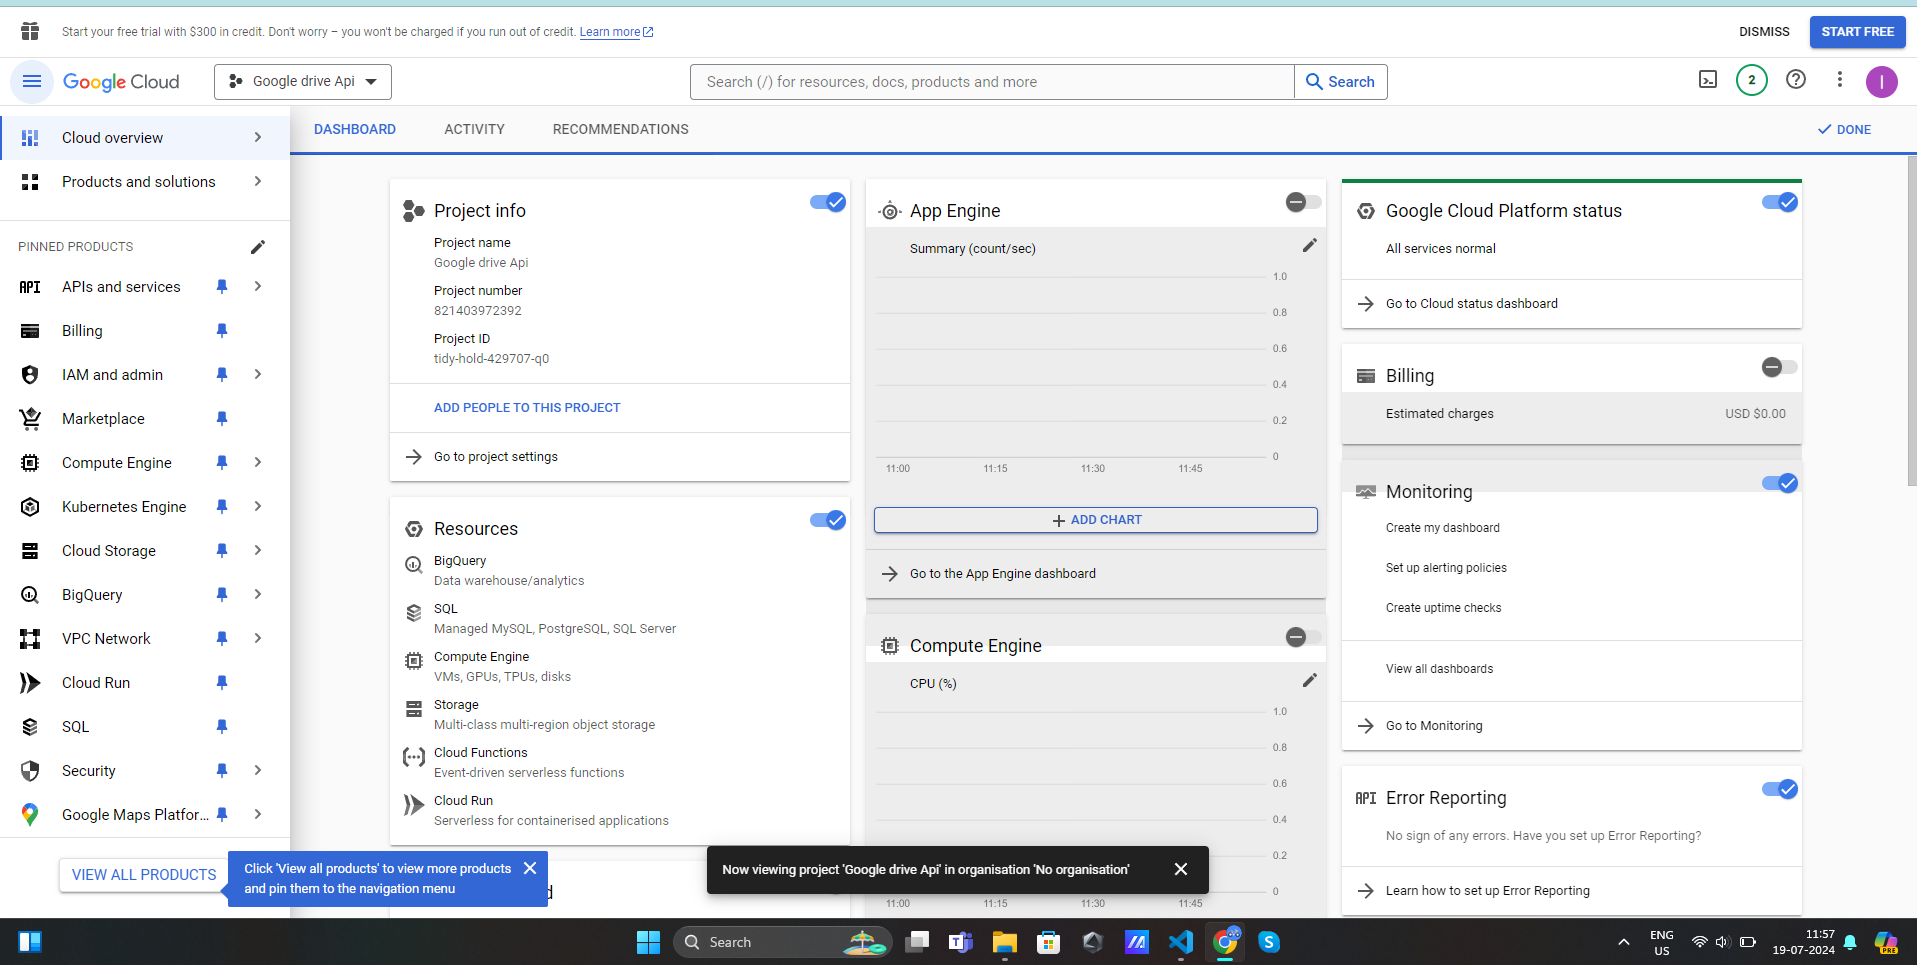 Start your free trial with $300 in credit. Don't worry – you won't be charged if you run out of credit. Learn more
DISMISS
START FREE
Google Cloud
Google drive Api
Search (/) for resources, docs, products and more
Search
2
I
Cloud overview
Products and solutions
PINNED PRODUCTS
API APIs and services
Billing
IAM and admin
Marketplace
Compute Engine
Kubernetes Engine
Cloud Storage
BigQuery
VPC Network
Cloud Run
SQL
Security
Google Maps Platfor...
VIEW ALL PRODUCTS
Click 'View all products' to view more products
and pin them to the navigation menu
DASHBOARD
ACTIVITY
RECOMMENDATIONS
DONE
Project info
Project name
Google drive Api
Project number
821403972392
Project ID
tidy-hold-429707-q0
ADD PEOPLE TO THIS PROJECT
Go to project settings
Resources
BigQuery
Data warehouse/analytics
SQL
Managed MySQL, PostgreSQL, SQL Server
Compute Engine
VMs, GPUs, TPUs, disks
Storage
Multi-class multi-region object storage
Cloud Functions
Event-driven serverless functions
Cloud Run
Serverless for containerised applications
App Engine
Summary (count/sec)
1.0
0.8
0.6
0.4
0.2
0
11:00 11:15 11:30 11:45
ADD CHART
Go to the App Engine dashboard
Compute Engine
CPU (%)
1.0
0.8
0.6
0.4
0.2
0
11:00 11:15 11:30 11:45
Now viewing project 'Google drive Api' in organisation 'No organisation'
Google Cloud Platform status
All services normal
Go to Cloud status dashboard
Billing
Estimated charges USD $0.00
Monitoring
Create my dashboard
Set up alerting policies
Create uptime checks
View all dashboards
Go to Monitoring
API Error Reporting
No sign of any errors. Have you set up Error Reporting?
Learn how to set up Error Reporting
Search
ENG
US
11:57
19-07-2024
PRE